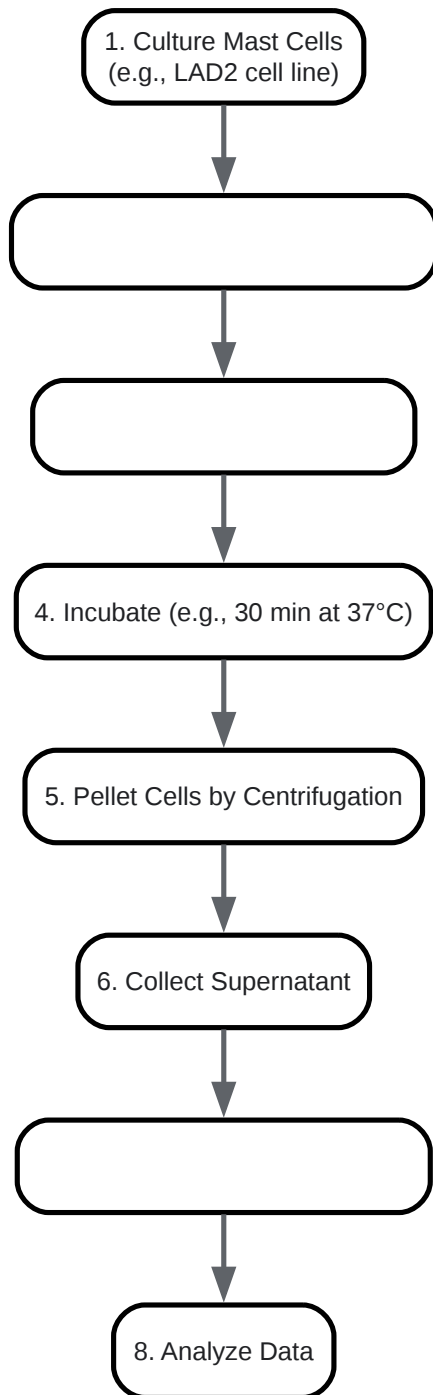 1. Culture Mast Cells
(e.g., LAD2 cell line)
4. Incubate (e.g., 30 min at 37°C)
5. Pellet Cells by Centrifugation
6. Collect Supernatant
8. Analyze Data